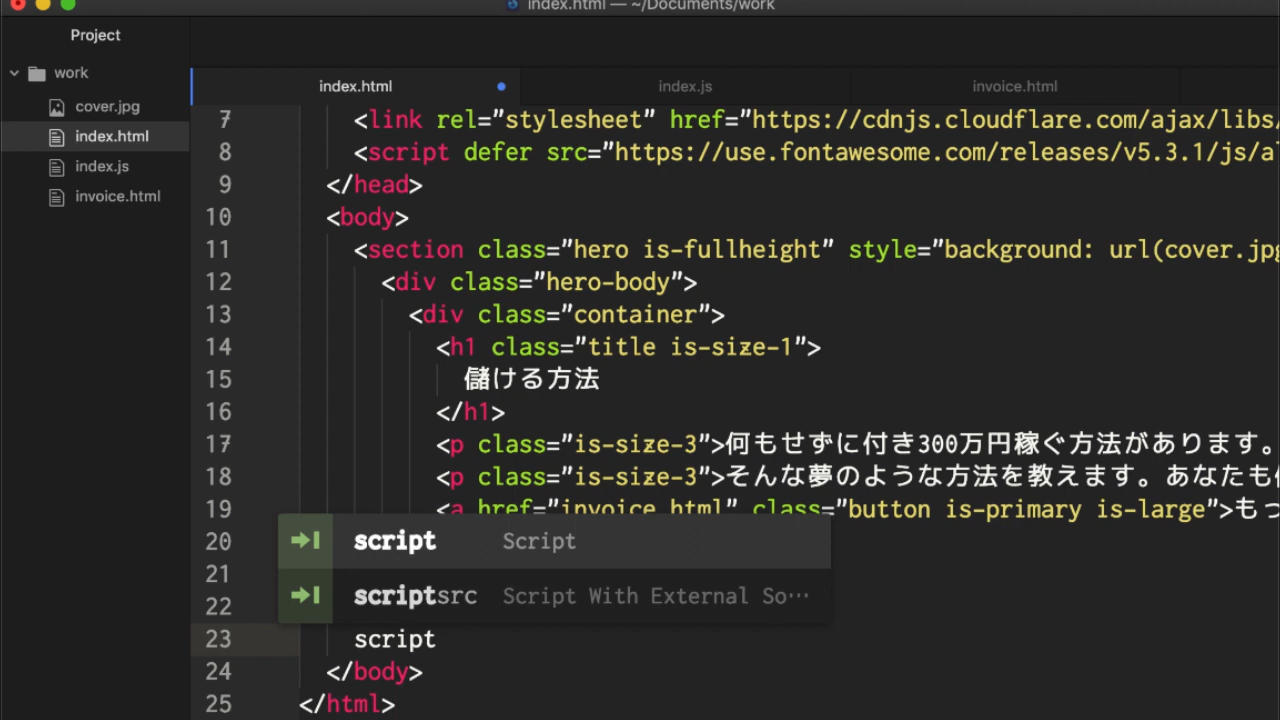 index.html — ~/Documents/work
Project
work
cover.jpg
index.html
index.js
invoice.html
index.html
index.js
invoice.html
7 <link rel="stylesheet" href="https://cdnjs.cloudflare.com/ajax/libs/
8 <script defer src="https://use.fontawesome.com/releases/v5.3.1/js/al
9 </head>
10 <body>
11 <section class="hero is-fullheight" style="background: url(cover.jpg
12 <div class="hero-body">
13 <div class="container">
14 <h1 class="title is-size-1">
15 儲ける方法
16 </h1>
17 <p class="is-size-3">何もせずに付き300万円稼ぐ方法があります。
18 <p class="is-size-3">そんな夢のような方法を教えます。あなたも
19 <a href="invoice.html" class="button is-primary is-large">もっ
20
21
22
script Script
scriptsrc Script With External So···
23 script
24 </body>
25 </html>